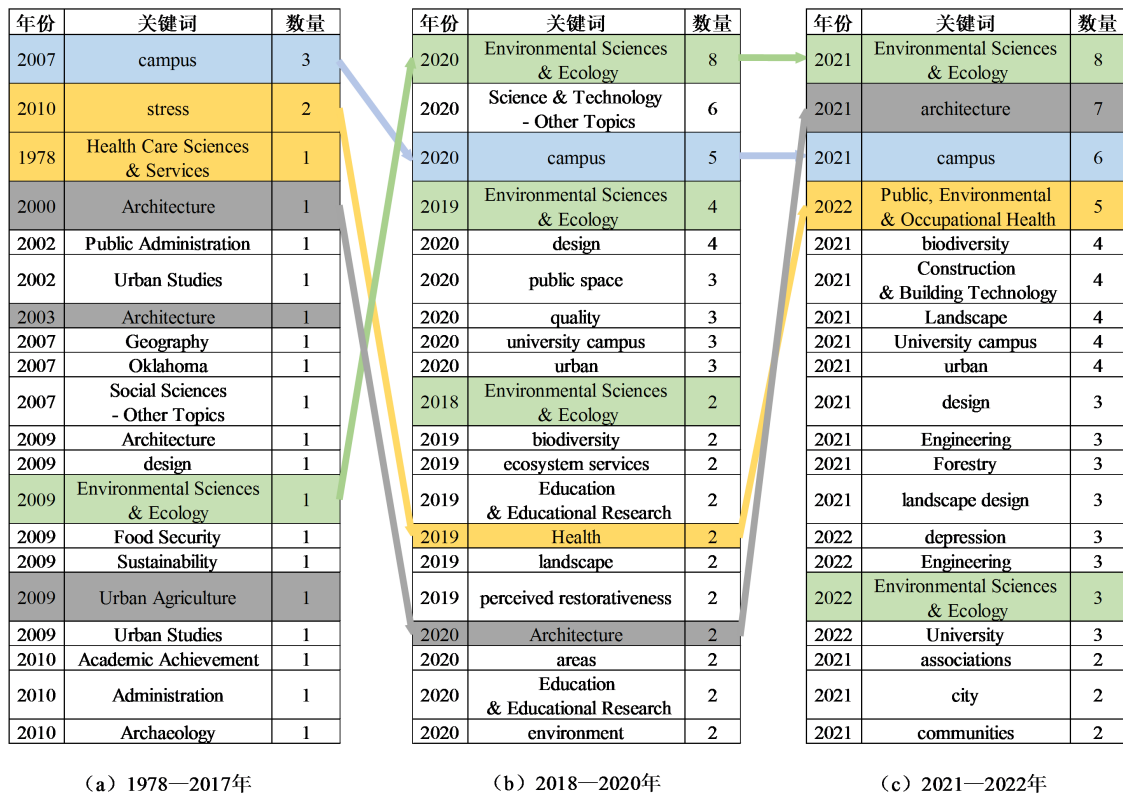 年份 关键词 数量
2007 campus 3
2010 stress 2
1978 Health Care Sciences
& Services 1
2000 Architecture 1
2002 Public Administration 1
2002 Urban Studies 1
2003 Architecture 1
2007 Geography 1
2007 Oklahoma 1
2007 Social Sciences
- Other Topics 1
2009 Architecture 1
2009 design 1
2009 Environmental Sciences
& Ecology 1
2009 Food Security 1
2009 Sustainability 1
2009 Urban Agriculture 1
2009 Urban Studies 1
2010 Academic Achievement 1
2010 Administration 1
2010 Archaeology 1
（a）1978—2017年
年份 关键词 数量
2020 Environmental Sciences
& Ecology 8
2020 Science & Technology
- Other Topics 6
2020 campus 5
2019 Environmental Sciences
& Ecology 4
2020 design 4
2020 public space 3
2020 quality 3
2020 university campus 3
2020 urban 3
2018 Environmental Sciences
& Ecology 2
2019 biodiversity 2
2019 ecosystem services 2
2019 Education
& Educational Research 2
2019 Health 2
2019 landscape 2
2019 perceived restorativeness 2
2020 Architecture 2
2020 areas 2
2020 Education
& Educational Research 2
2020 environment 2
（b）2018—2020年
年份 关键词 数量
2021 Environmental Sciences
& Ecology 8
2021 architecture 7
2021 campus 6
2022 Public, Environmental
& Occupational Health 5
2021 biodiversity 4
2021 Construction
& Building Technology 4
2021 Landscape 4
2021 University campus 4
2021 urban 4
2021 design 3
2021 Engineering 3
2021 Forestry 3
2021 landscape design 3
2022 depression 3
2022 Engineering 3
2022 Environmental Sciences
& Ecology 3
2022 University 3
2021 associations 2
2021 city 2
2021 communities 2
（c）2021—2022年